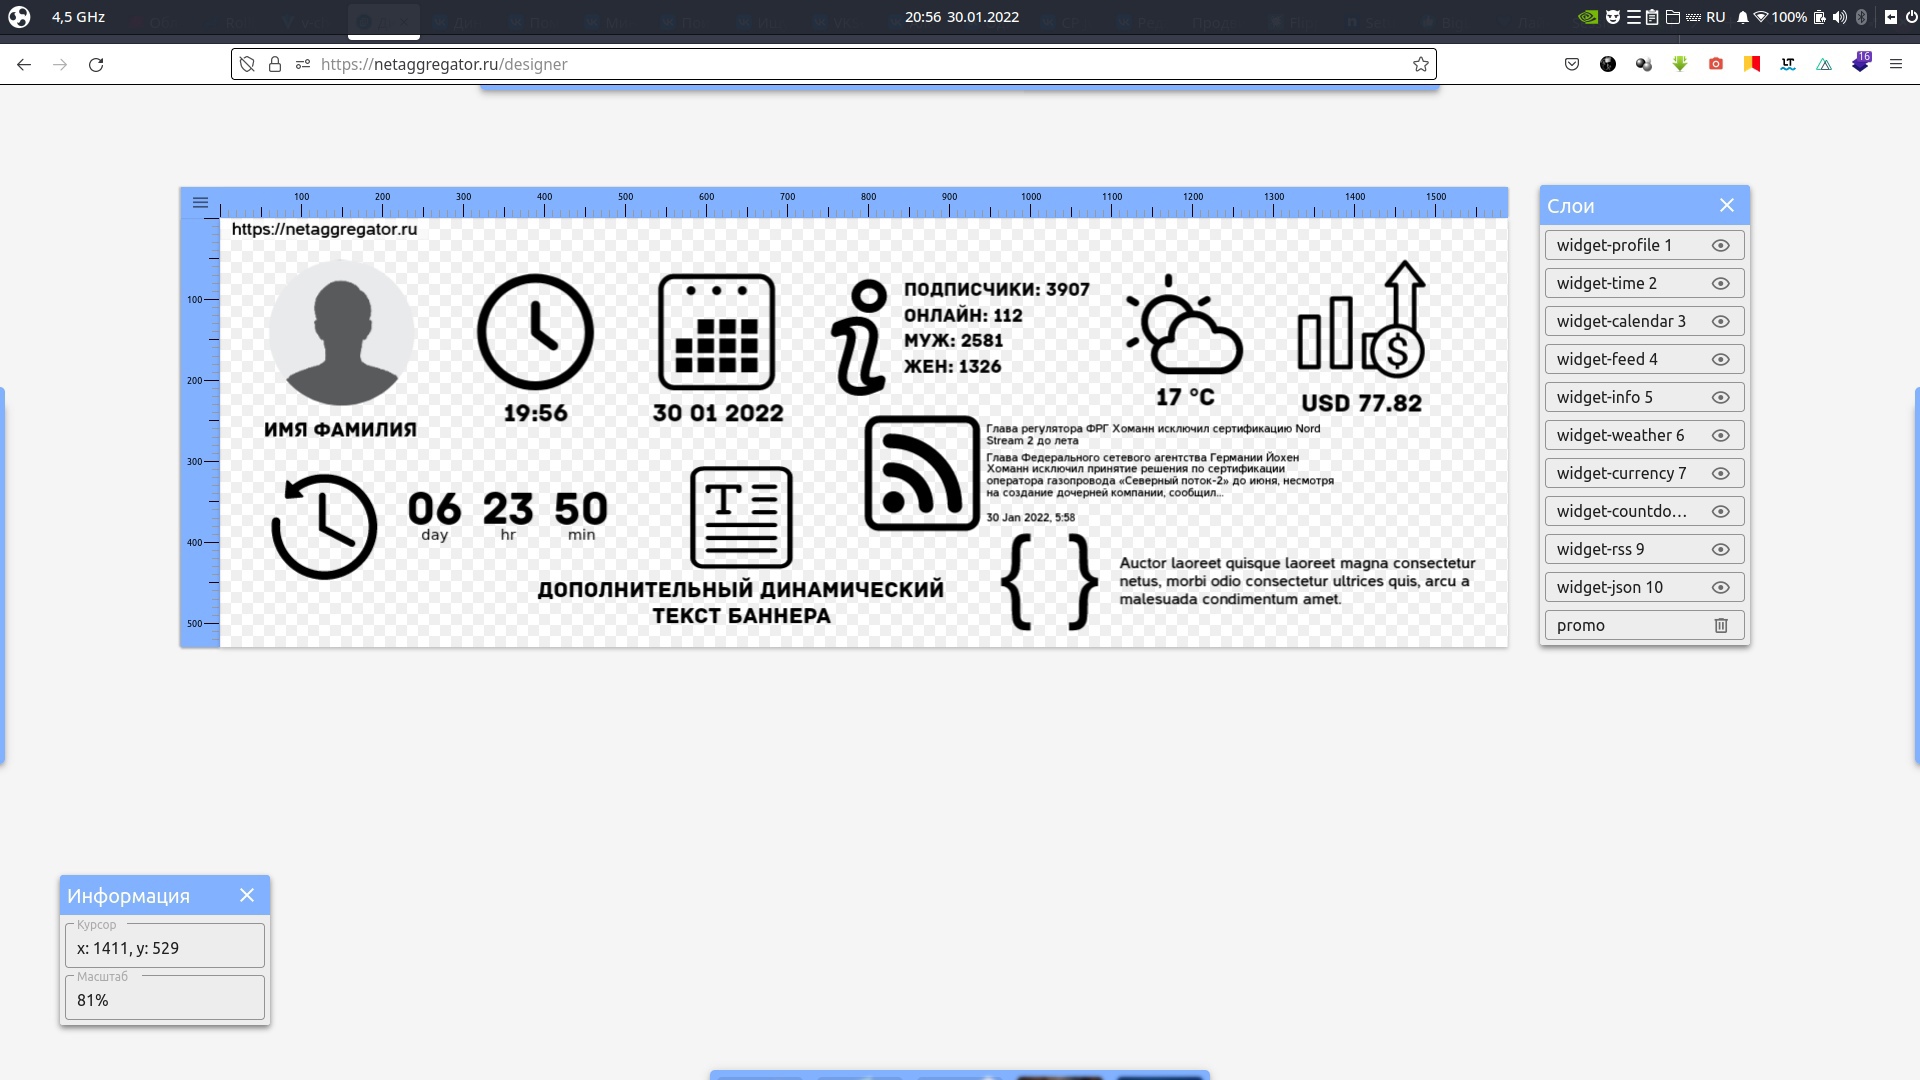 4,5 GHz
20:56 30.01.2022
RU
100%
https://netaggregator.ru/designer
LT
16
100 200 300 400 500 600 700 800 900 1000 1100 1200 1300 1400 1500
100
200
300
400
500
https://netaggregator.ru
ИМЯ ФАМИЛИЯ
19:56
30 01 2022
ПОДПИСЧИКИ: 3907
ОНЛАЙН: 112
МУЖ: 2581
ЖЕН: 1326
17 °C
$
USD 77.82
06 23 50
day hr min
T
ДОПОЛНИТЕЛЬНЫЙ ДИНАМИЧЕСКИЙ
ТЕКСТ БАННЕРА
Глава регулятора ФРГ Хоманн исключил сертификацию Nord
Stream 2 до лета
Глава Федерального сетевого агентства Германии Йохен
Хоманн исключил принятие решения по сертификации
оператора газопровода «Северный поток-2» до июня, несмотря
на создание дочерней компании, сообщил...
30 Jan 2022, 5:58
{ }
Auctor laoreet quisque laoreet magna consectetur
netus, morbi odio consectetur ultrices quis, arcu a
malesuada condimentum amet.
Слои
widget-profile 1
widget-time 2
widget-calendar 3
widget-feed 4
widget-info 5
widget-weather 6
widget-currency 7
widget-countdo...
widget-rss 9
widget-json 10
promo
Информация
Курсор
x: 1411, y: 529
Масштаб
81%